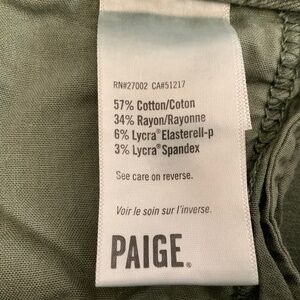 RN#27002 CA#51217
57% Cotton/Coton
34% Rayon/Rayonne
6% Lycra® Elasterell-p
3% Lycra® Spandex
See care on reverse.
Voir le soin sur l'inverse.
PAIGE®